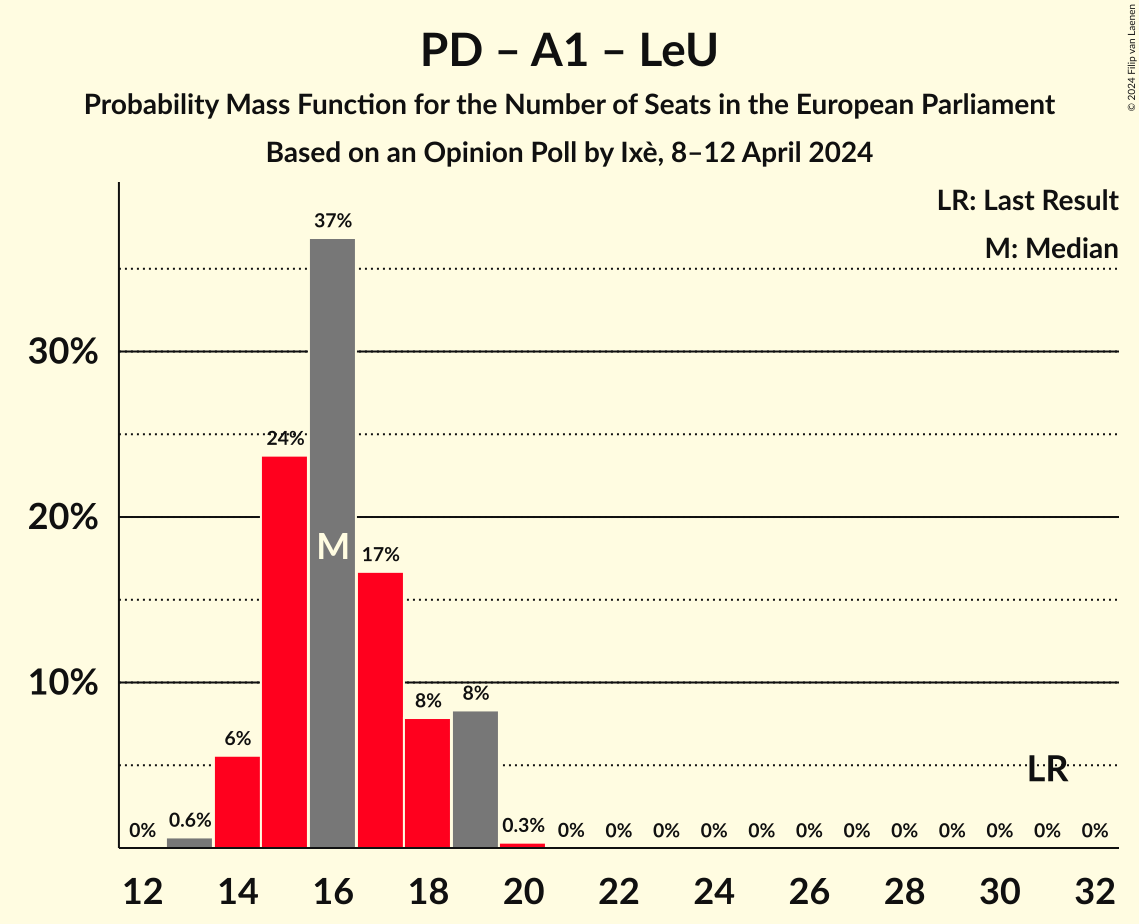 PD – A1 – LeU
Probability Mass Function for the Number of Seats in the European Parliament
Based on an Opinion Poll by Ixè, 8–12 April 2024
© 2024 Filip van Laenen
LR: Last Result
M: Median
30%
20%
10%
0%
0.6%
6%
24%
37%
M
17%
8%
8%
0.3%
0%
0%
0%
0%
0%
0%
0%
0%
0%
0%
0%
0%
LR
12 14 16 18 20 22 24 26 28 30 32